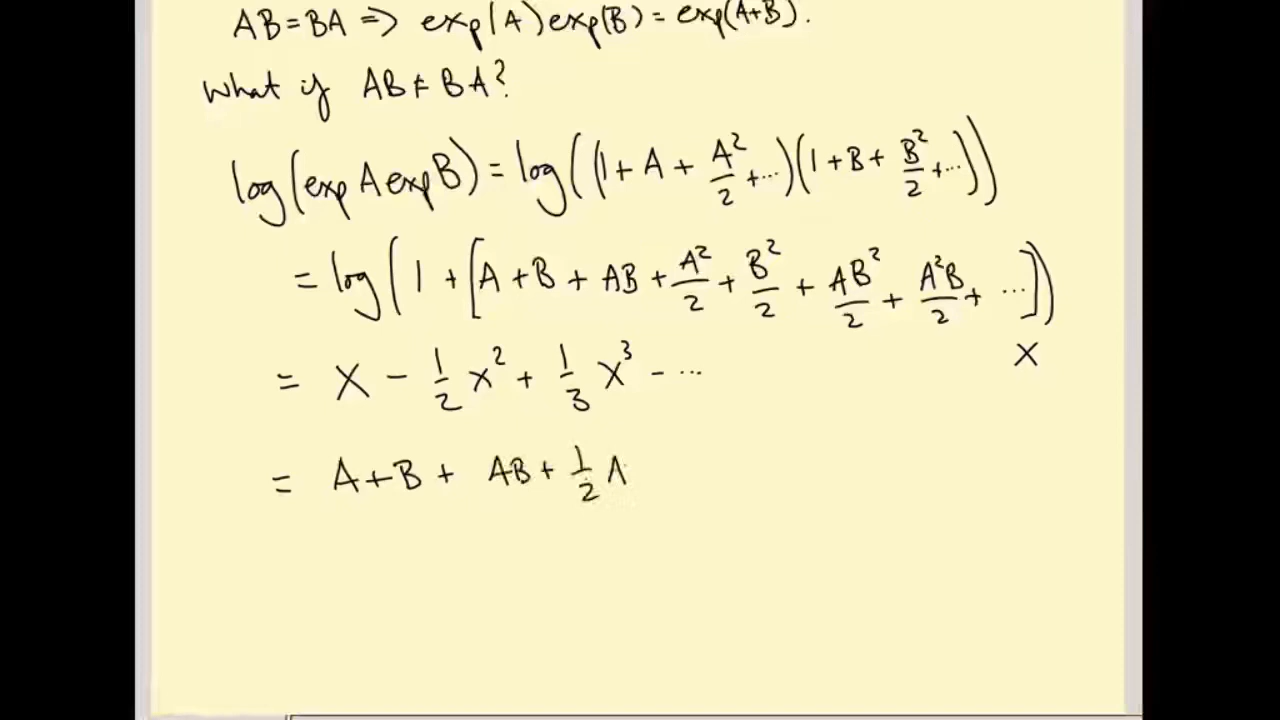 AB = BA ⇒ exp(A) exp(B) = exp(A+B).
What if AB ≠ BA?
log(exp A exp B) = log((1 + A + A²/2 + ...)(1 + B + B²/2 + ...))
= log(1 + [A + B + AB + A²/2 + B²/2 + AB²/2 + A²B/2 + ...])
X
= X - 1/2 X² + 1/3 X³ - ...
= A + B + AB + 1/2 A